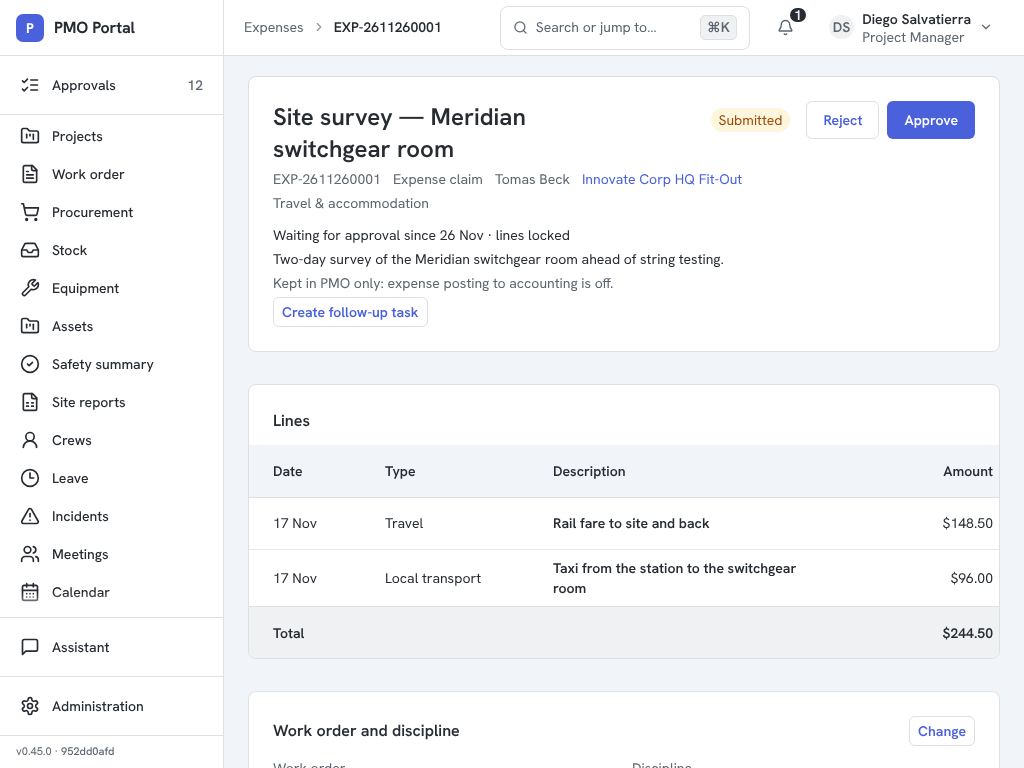 P PMO Portal
Expenses > EXP-2611260001
Search or jump to... ⌘K
1
DS Diego Salvatierra
Project Manager
Approvals 12
Projects
Work order
Procurement
Stock
Equipment
Assets
Safety summary
Site reports
Crews
Leave
Incidents
Meetings
Calendar
Assistant
Administration
v0.45.0 · 952dd0afd
Site survey — Meridian
switchgear room
Submitted Reject Approve
EXP-2611260001 Expense claim Tomas Beck Innovate Corp HQ Fit-Out
Travel & accommodation
Waiting for approval since 26 Nov · lines locked
Two-day survey of the Meridian switchgear room ahead of string testing.
Kept in PMO only: expense posting to accounting is off.
Create follow-up task
Lines
Date Type Description Amount
17 Nov Travel Rail fare to site and back $148.50
17 Nov Local transport Taxi from the station to the switchgear
room $96.00
Total $244.50
Work order and discipline Change
Work order Discipline